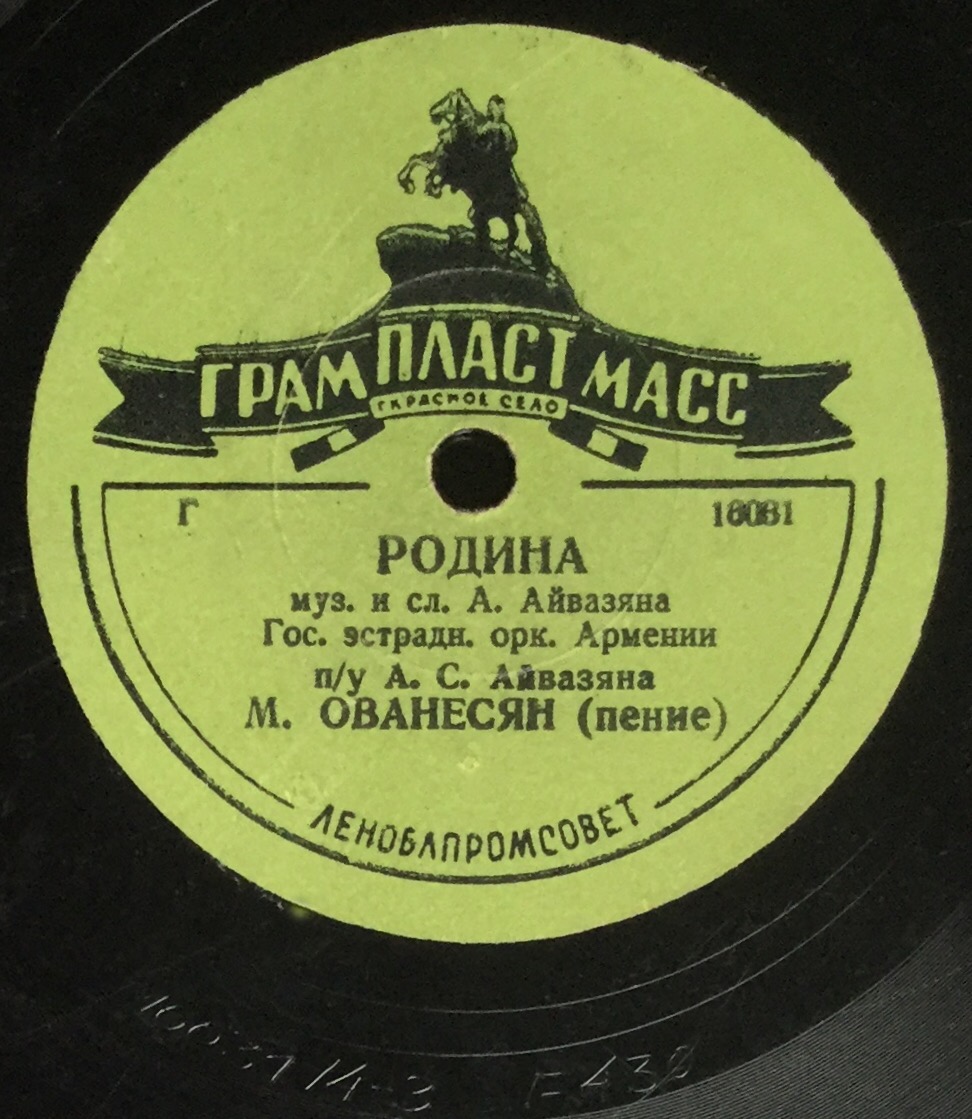 ГРАМ ПЛАСТ МАСС
Г КРАСНОЕ СЕЛО
Г
РОДИНА
муз. и сл. А. Айвазяна
Гос. эстрадн. орк. Армении
п/у А. С. Айвазяна
М. ОВАНЕСЯН (пение)
ЛЕНОБЛПРОМСОВЕТ